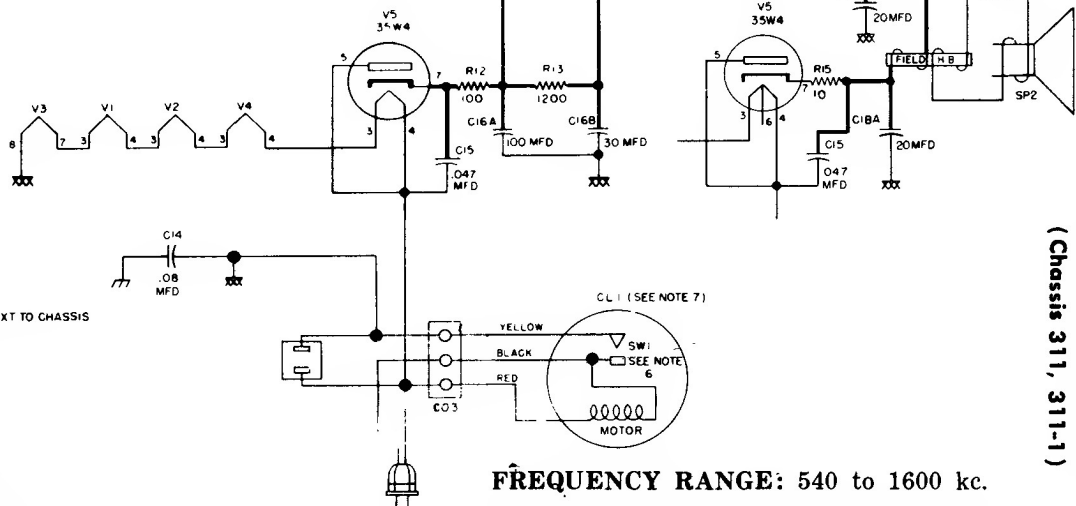 V5
35W4
5
7
R12
100
R13
1200
3
4
C16A
100 MFD
C16B
30 MFD
C15
.047
MFD
V3
V1
V2
V4
8
7
3
4
3
4
3
4
V5
35W4
5
7
R15
10
3
6
4
C15
.047
MFD
C18A
20MFD
20MFD
FIELD
H B
SP2
C14
.08
MFD
XT TO CHASSIS
CL 1 (SEE NOTE 7)
YELLOW
BLACK
RED
SW1
SEE NOTE
6
MOTOR
CO3
(Chassis 311, 311-1)
FREQUENCY RANGE: 540 to 1600 kc.